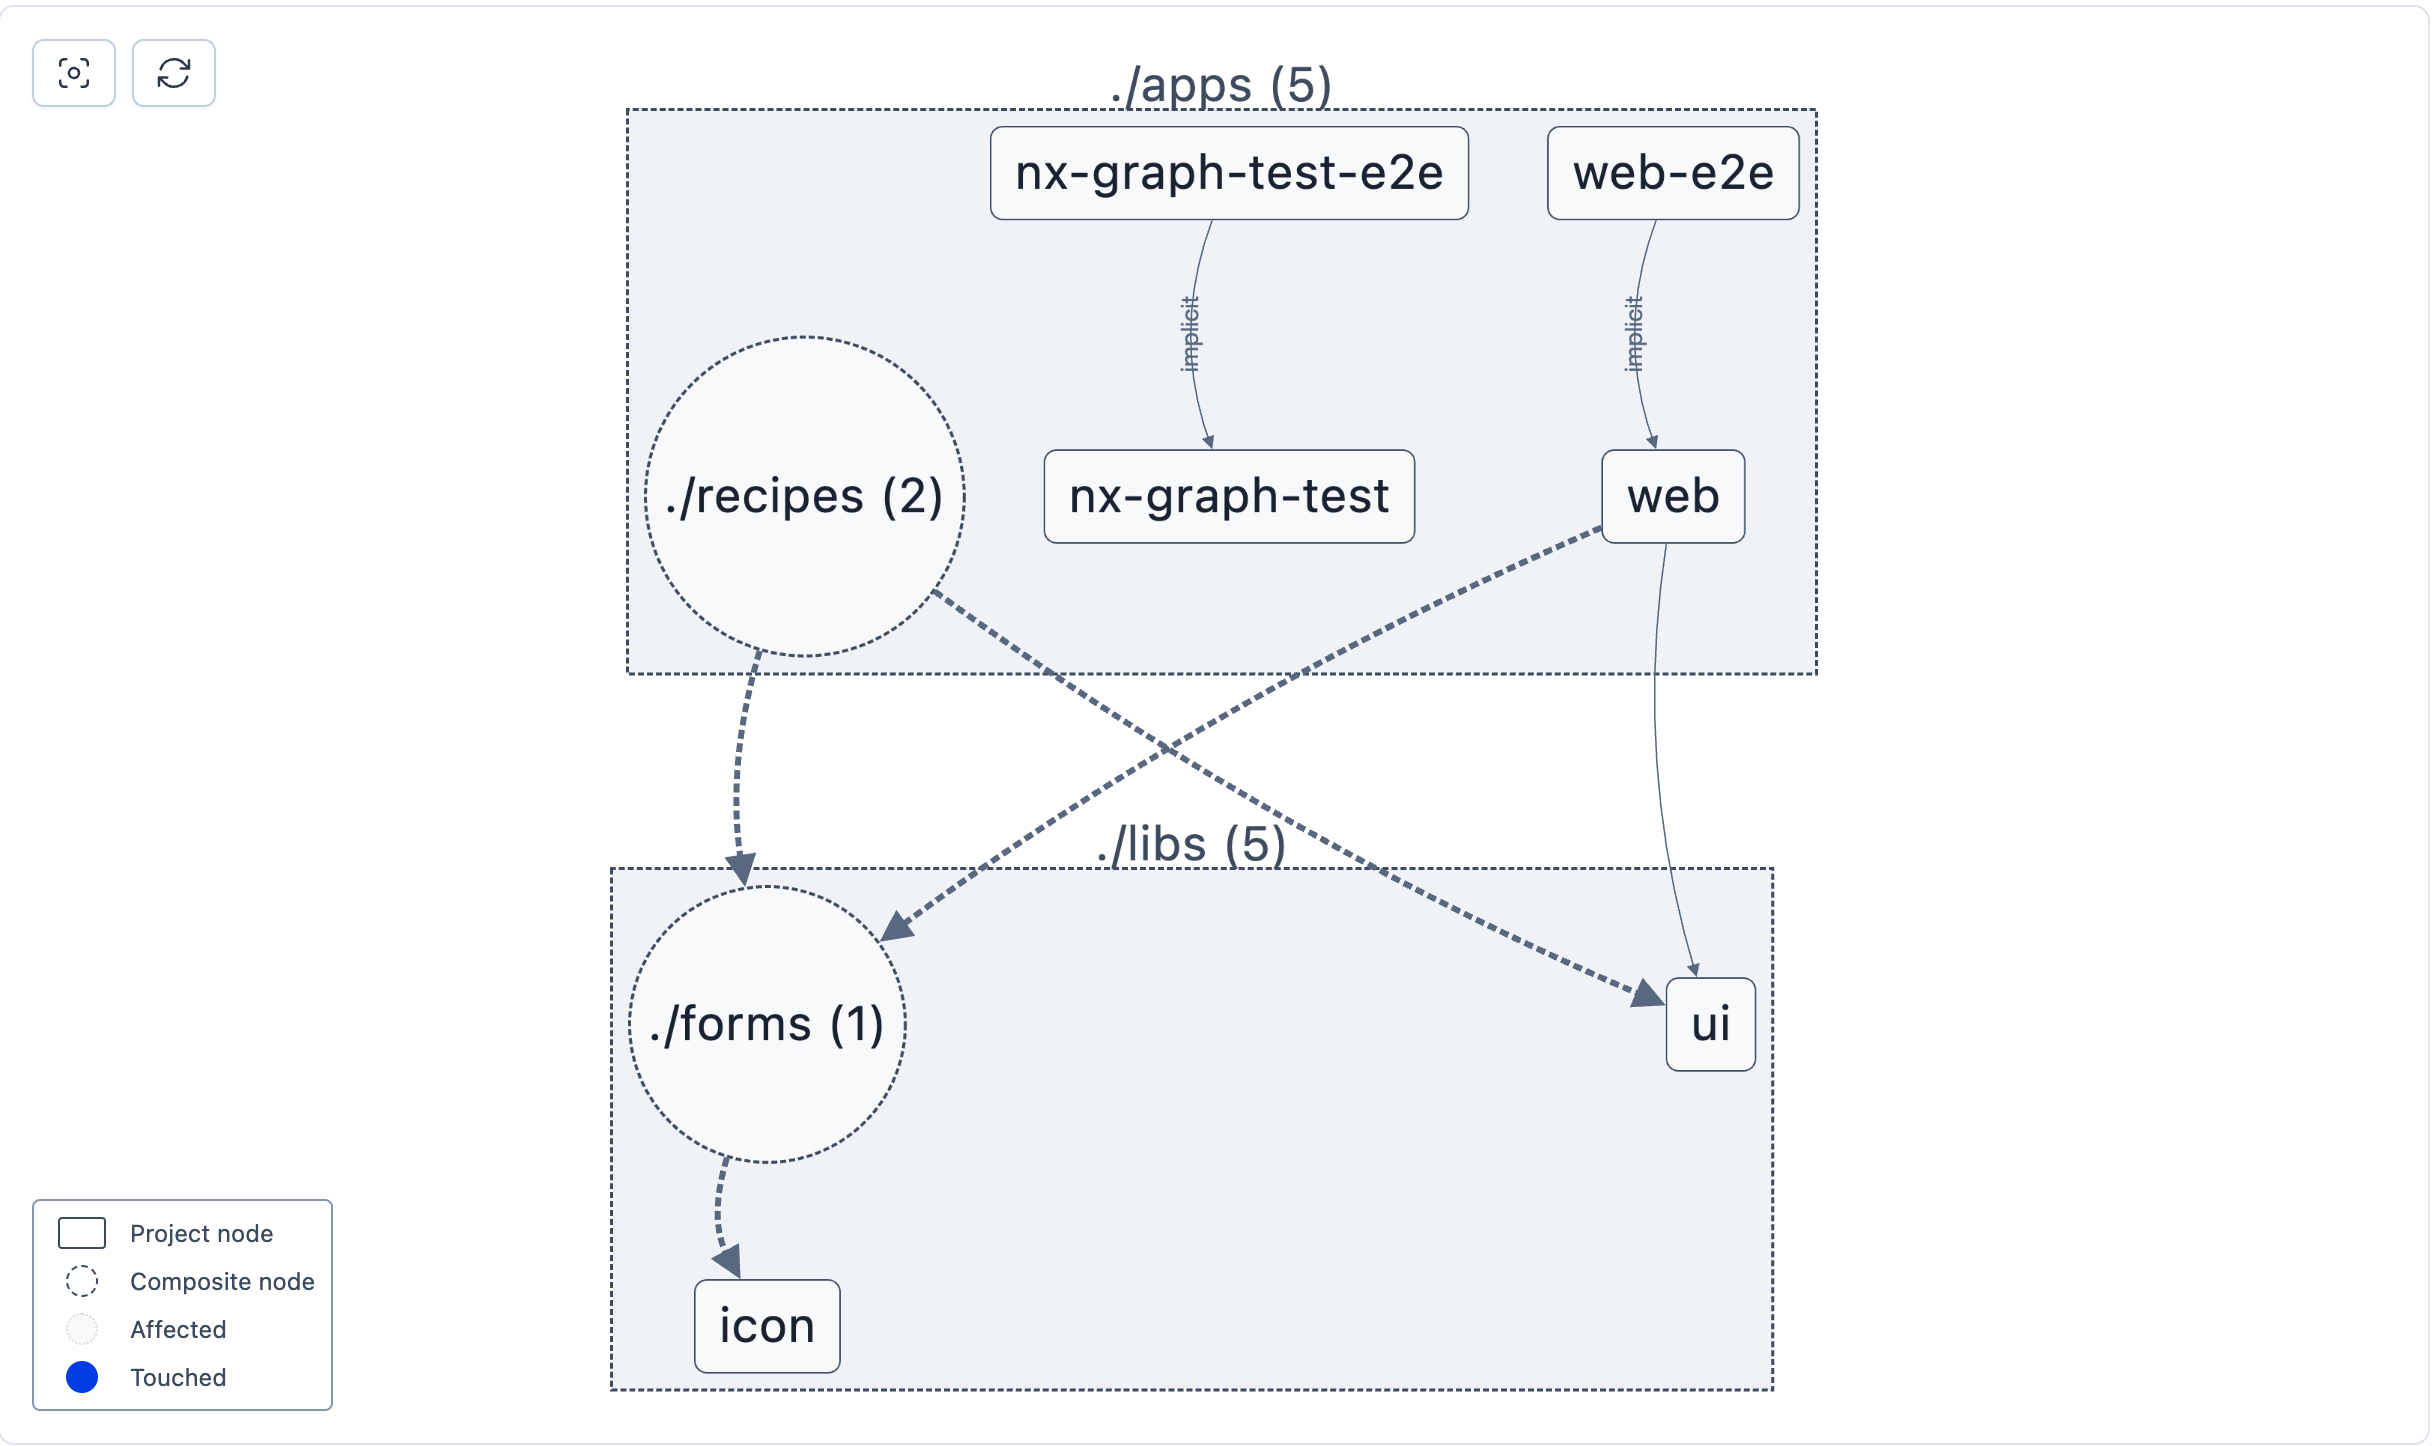 ./apps (5)
nx-graph-test-e2e
web-e2e
implicit
implicit
./recipes (2)
nx-graph-test
web
./libs (5)
./forms (1)
ui
icon
Project node
Composite node
Affected
Touched